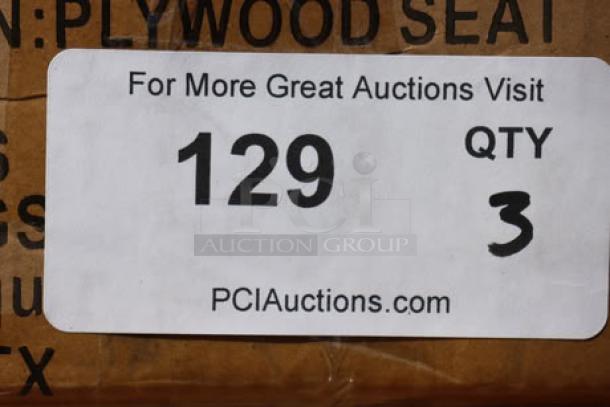 N:PLYWOOD SEAT
For More Great Auctions Visit
129
QTY
3
PCI
AUCTION GROUP
GS
PCIAuctions.com
TX